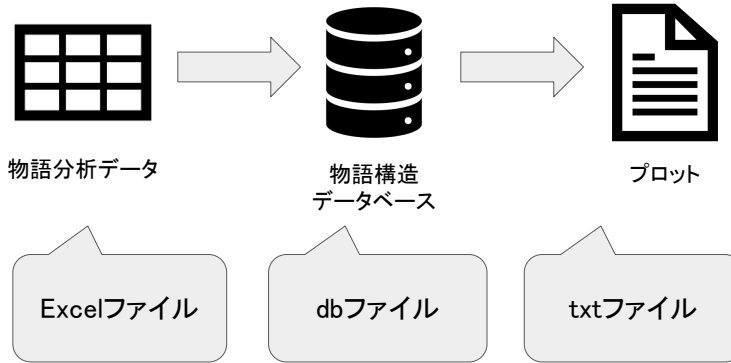 物語分析データ
物語構造
データベース
プロット
Excelファイル
dbファイル
txtファイル